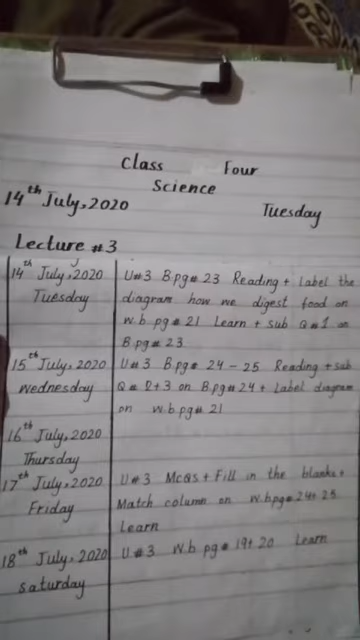 Class Four
Science
14th July, 2020
Tuesday
Lecture #3
14th July, 2020 U#3 B.pg# 23 Reading + Label the
Tuesday diagram how we digest food on
w.b pg # 21 Learn + sub Q#1 on
B.pg# 23
15th July, 2020 U#3 B.pg# 24 - 25 Reading + sub
Wednesday Q# 2+3 on B.pg# 24 + Label diagram
on w.b.pg# 21
16th July, 2020
Thursday
17th July, 2020 U#3 McQs + Fill in the blanks +
Friday Match column on w.b.pg# 24+ 25
Learn
18th July, 2020 U#3 w.b pg# 19+ 20 Learn
Saturday